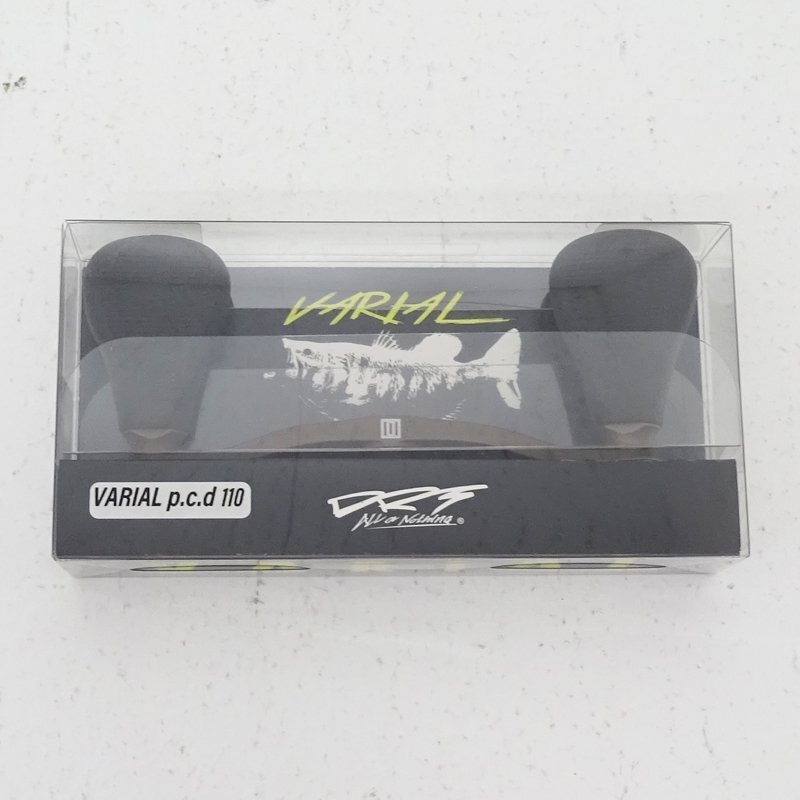 VARIAL
VARIAL p.c.d 110
DRT
All or Nothing ®